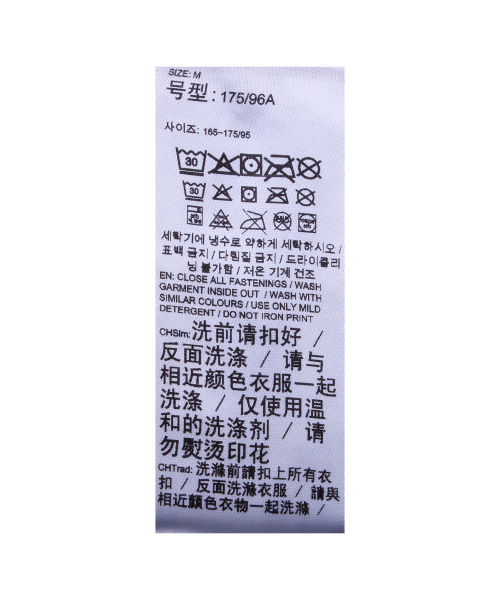 SIZE: M
号型: 175/96A
사이즈: 165~175/95
30
30
세탁기에 냉수로 약하게 세탁하시오 /
표백 금지 / 다림질 금지 / 드라이클리
닝 불가함 / 저온 기계 건조
EN: CLOSE ALL FASTENINGS / WASH
GARMENT INSIDE OUT / WASH WITH
SIMILAR COLOURS / USE ONLY MILD
DETERGENT / DO NOT IRON PRINT
CHSim: 洗前请扣好 /
反面洗涤 / 请与
相近颜色衣服一起
洗涤 / 仅使用温
和的洗涤剂 / 请
勿熨烫印花
CHTrad: 洗滌前請扣上所有衣
扣 / 反面洗滌衣服 / 請與
相近顏色衣物一起洗滌 /